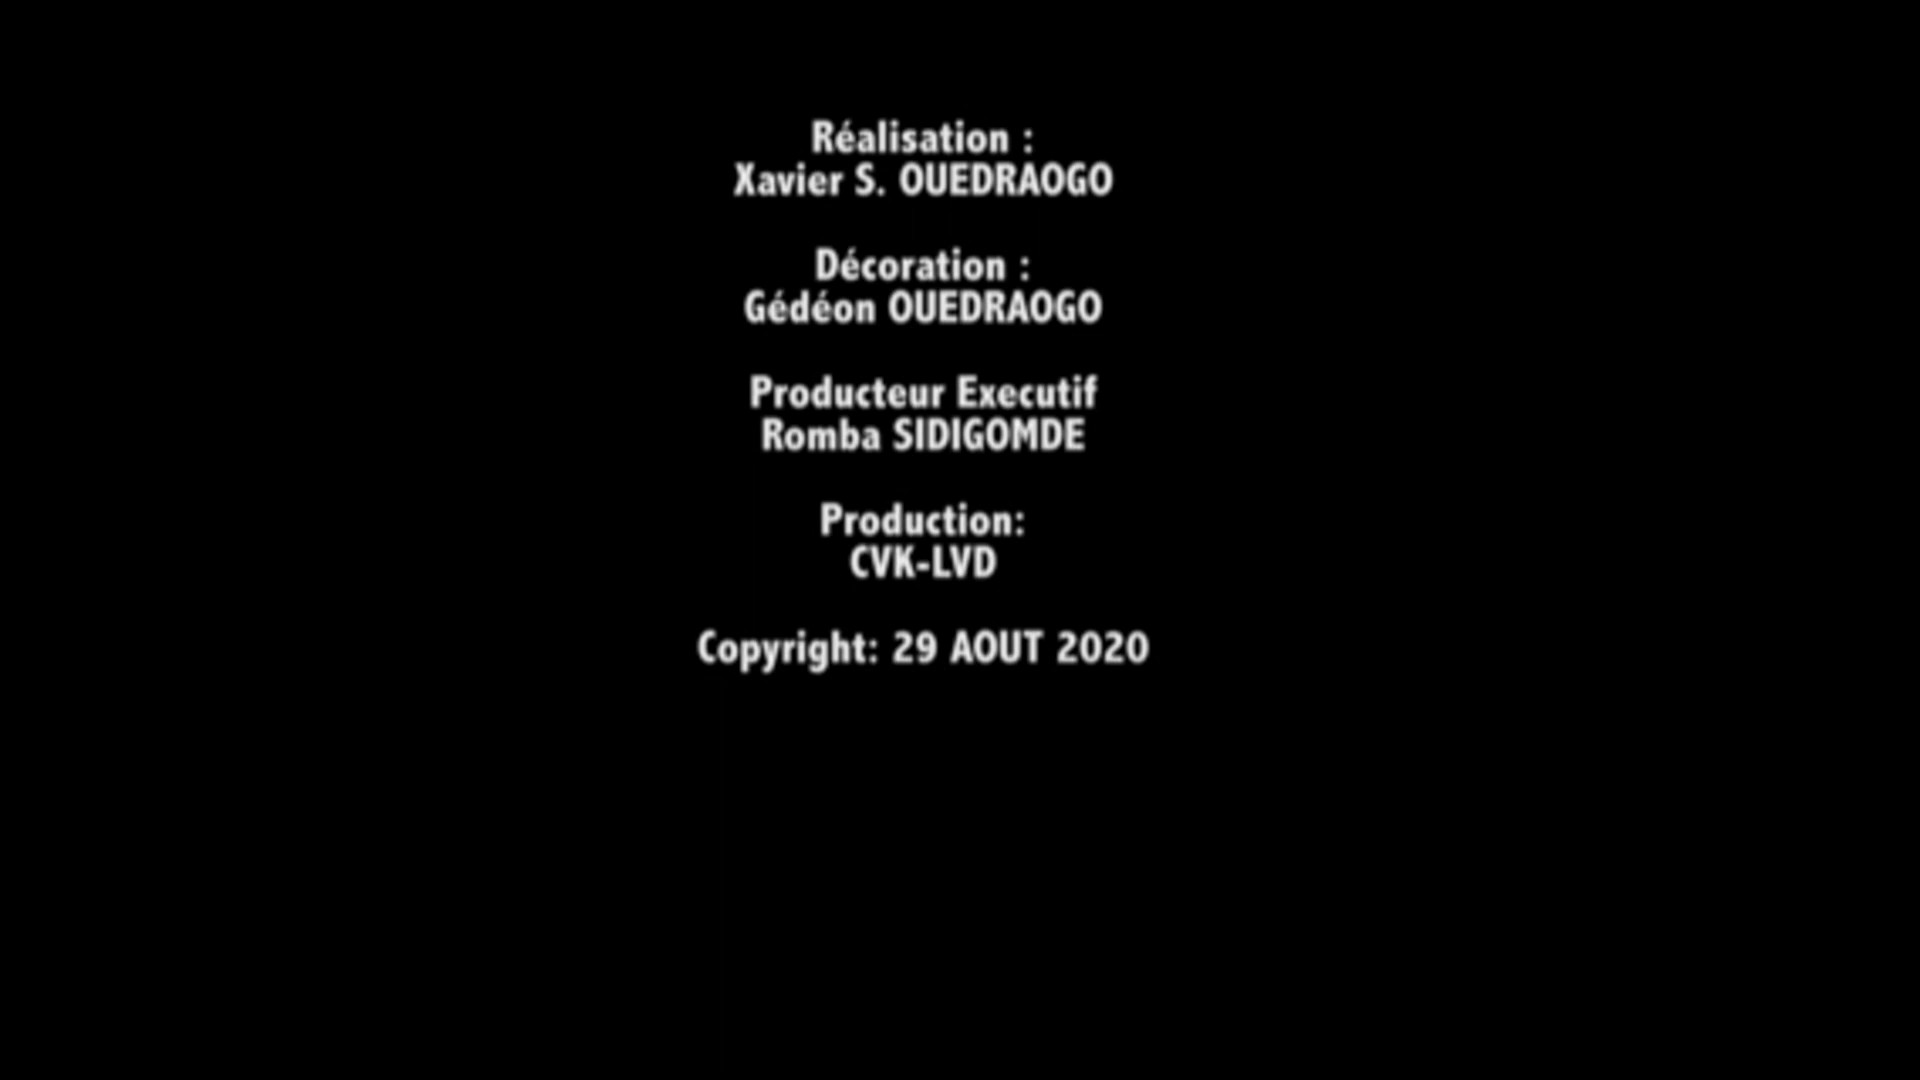 Réalisation :
Xavier S. OUEDRAOGO
Décoration :
Gédéon OUEDRAOGO
Producteur Executif
Romba SIDIGOMDE
Production:
CVK-LVD
Copyright: 29 AOUT 2020